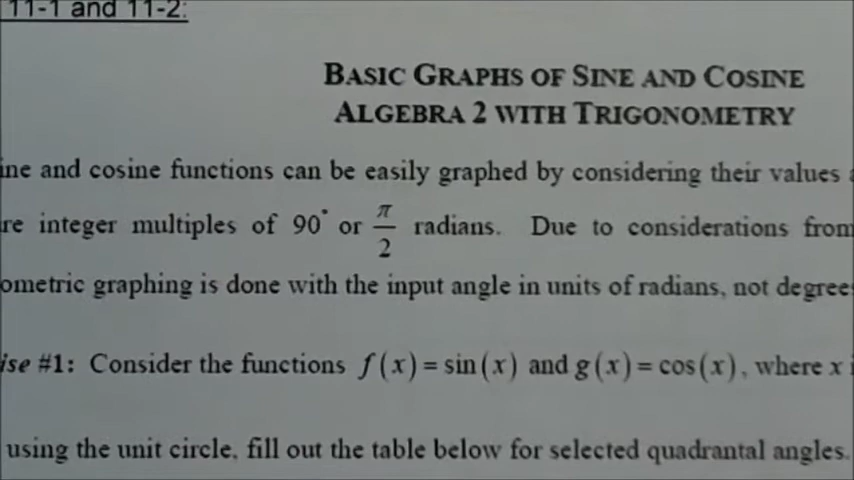 11-1 and 11-2:
BASIC GRAPHS OF SINE AND COSINE
ALGEBRA 2 WITH TRIGONOMETRY
ine and cosine functions can be easily graphed by considering their values a
re integer multiples of 90° or π/2 radians. Due to considerations from
ometric graphing is done with the input angle in units of radians, not degrees
ise #1: Consider the functions f(x) = sin(x) and g(x) = cos(x), where x i
using the unit circle, fill out the table below for selected quadrantal angles.